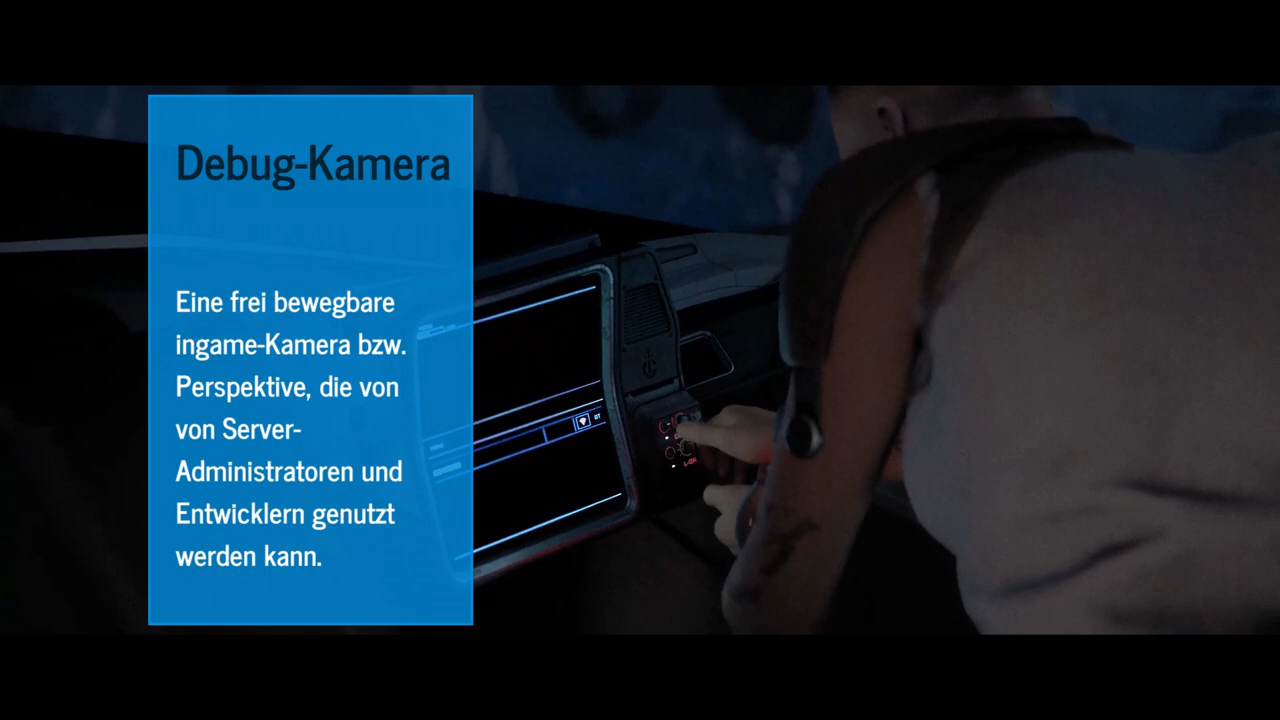 Debug-Kamera
Eine frei bewegbare
ingame-Kamera bzw.
Perspektive, die von
von Server-
Administratoren und
Entwicklern genutzt
werden kann.